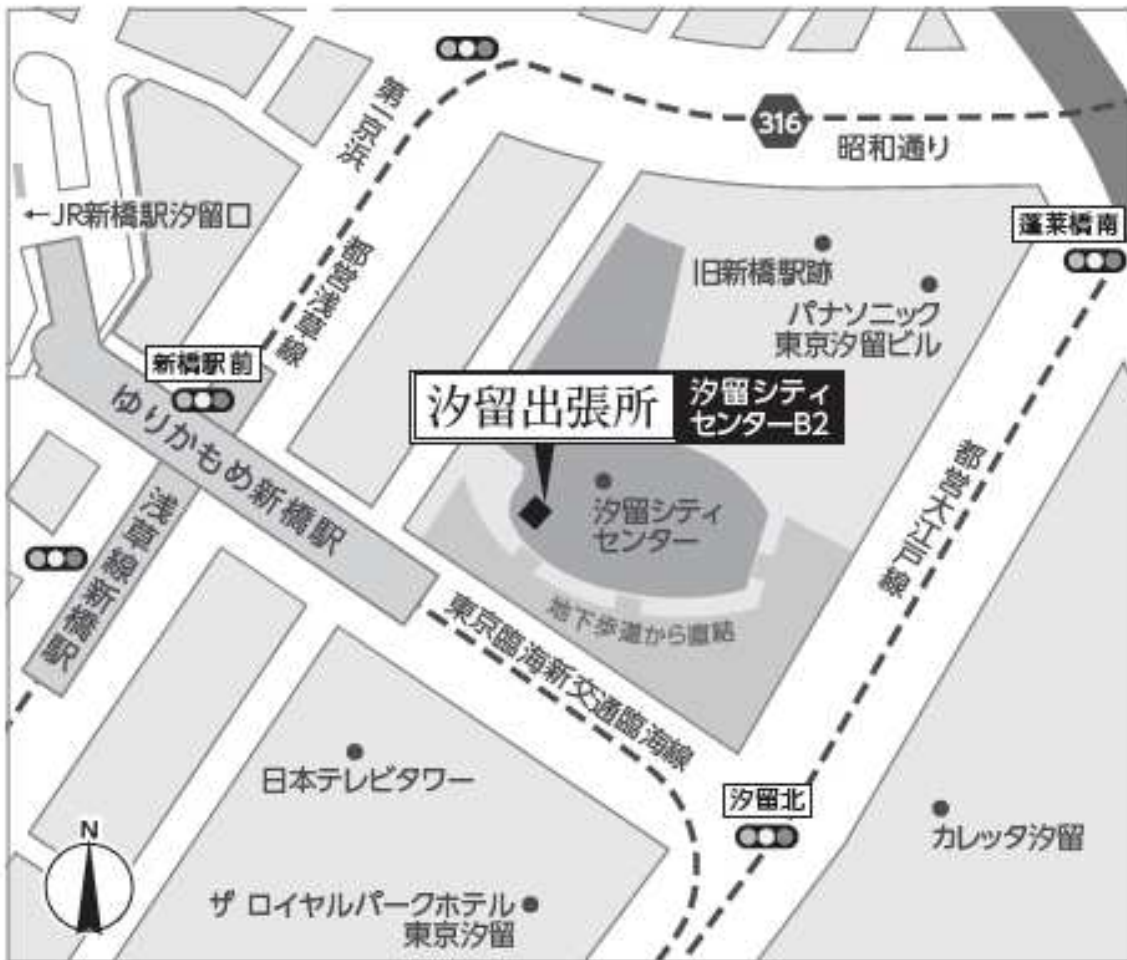 第一京浜
316
昭和通り
←JR新橋駅汐留口
都営浅草線
蓬莱橋南
旧新橋駅跡
パナソニック
東京汐留ビル
新橋駅前
ゆりかもめ新橋駅
汐留出張所
汐留シティ
センターB2
都営大江戸線
浅草線新橋駅
汐留シティ
センター
地下歩道から直結
東京臨海新交通臨海線
日本テレビタワー
汐留北
カレッタ汐留
N
ザ ロイヤルパークホテル
東京汐留